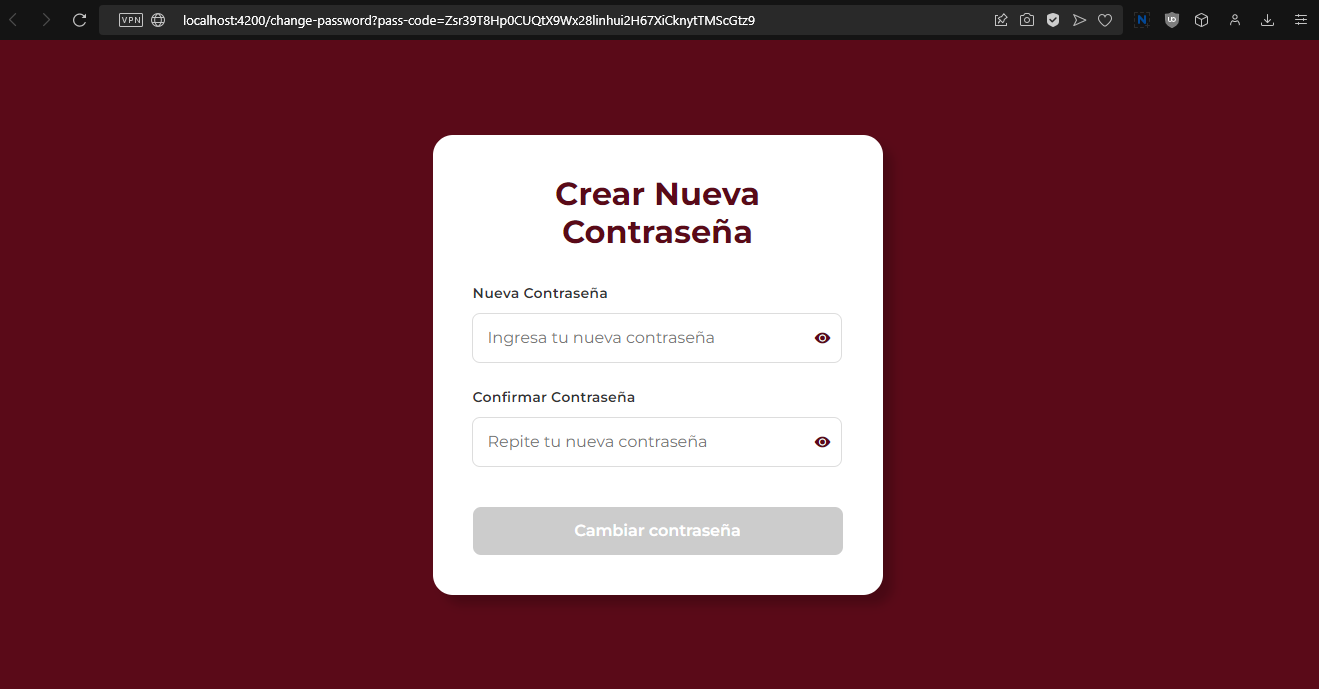 VPN
localhost:4200/change-password?pass-code=Zsr39T8Hp0CUQtX9Wx28linhui2H67XiCknytTMScGtz9
N
UD
Crear Nueva
Contraseña
Nueva Contraseña
Ingresa tu nueva contraseña
Confirmar Contraseña
Repite tu nueva contraseña
Cambiar contraseña